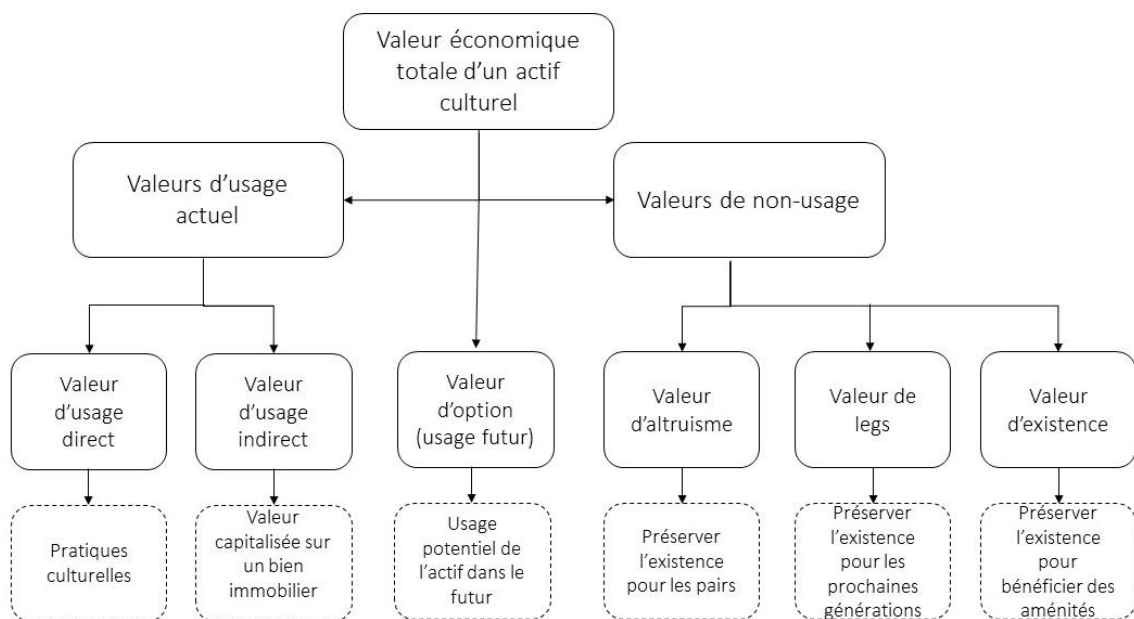 Valeur économique
totale d'un actif
culturel
Valeurs d'usage
actuel
Valeurs de non-usage
Valeur
d'usage
direct
Valeur
d'usage
indirect
Valeur
d'option
(usage futur)
Valeur
d'altruisme
Valeur de
legs
Valeur
d'existence
Pratiques
culturelles
Valeur
capitalisée sur
un bien
immobilier
Usage
potentiel de
l'actif dans le
futur
Préserver
l'existence
pour les pairs
Préserver
l'existence
pour les
prochaines
générations
Préserver
l'existence
pour
bénéficier des
aménités